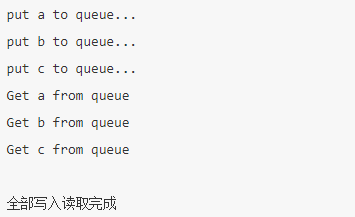 put a to queue...
put b to queue...
put c to queue...
Get a from queue
Get b from queue
Get c from queue
全部写入读取完成